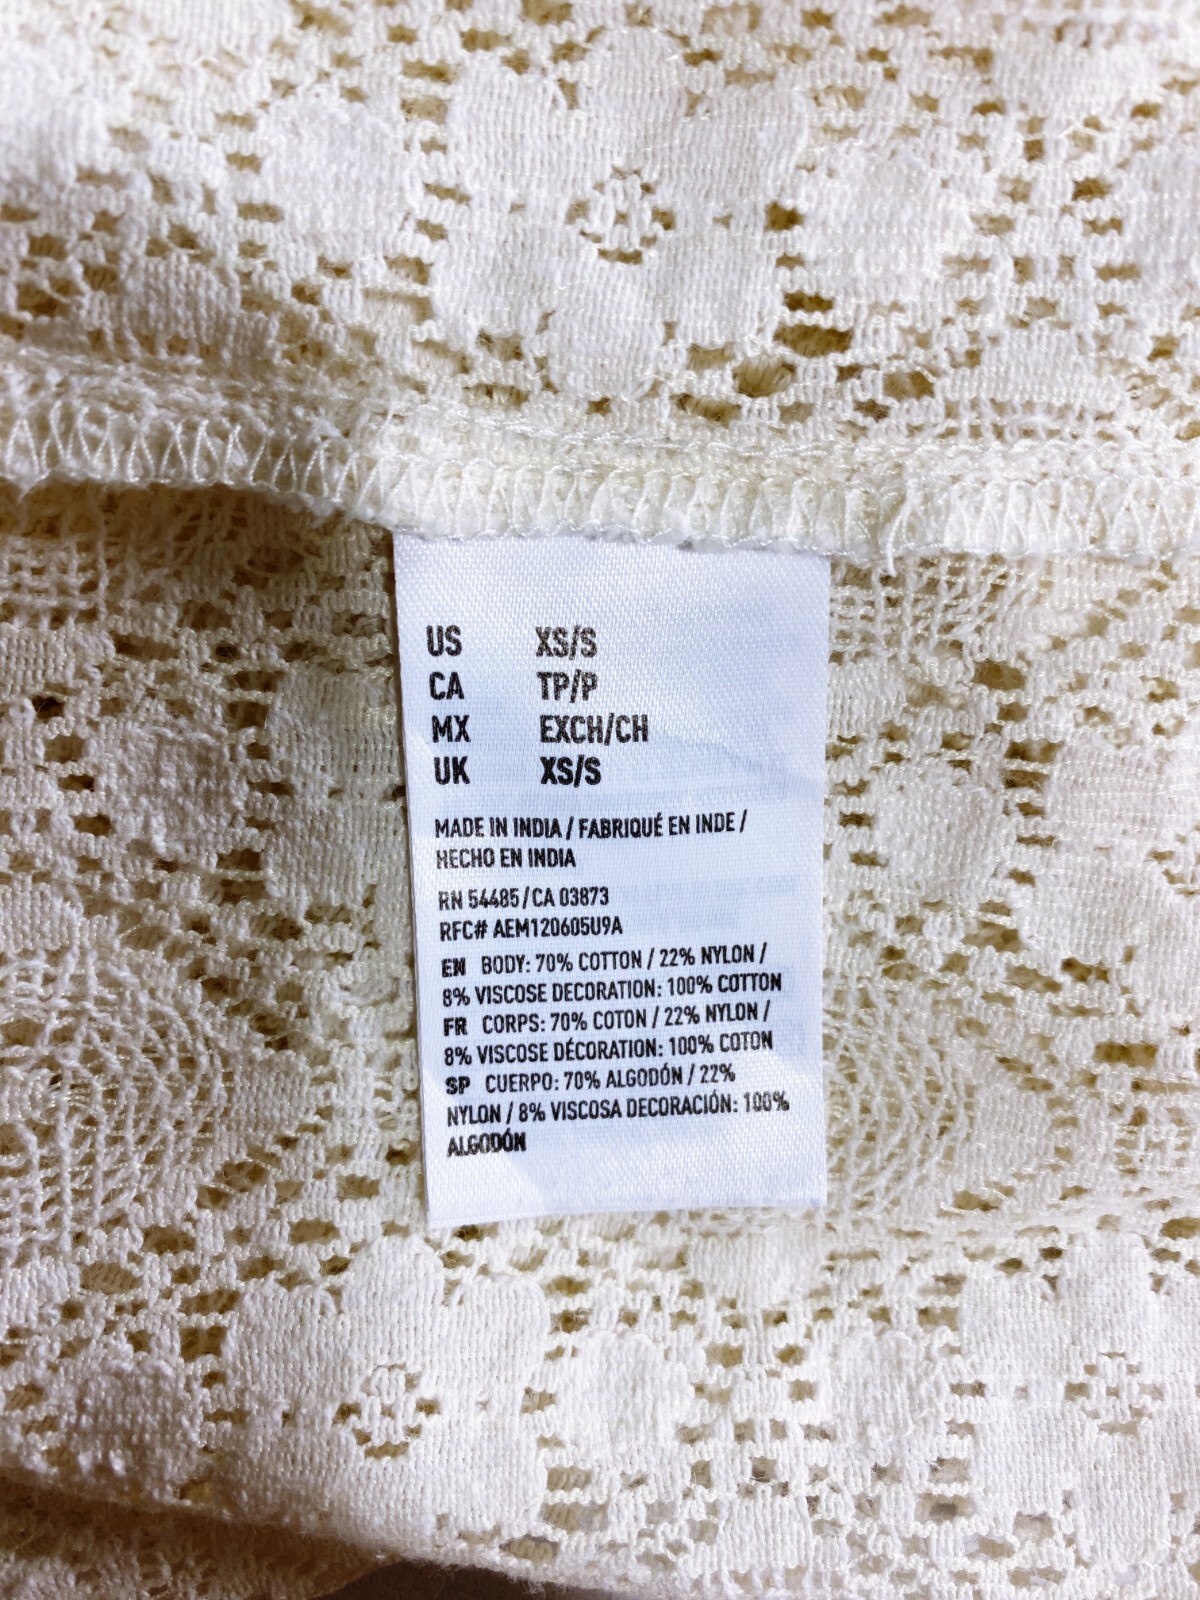 US XS/S
CA TP/P
MX EXCH/CH
UK XS/S
MADE IN INDIA / FABRIQUÉ EN INDE /
HECHO EN INDIA
RN 54485/CA 03873
RFC# AEM120605U9A
EN BODY: 70% COTTON / 22% NYLON /
8% VISCOSE DECORATION: 100% COTTON
FR CORPS: 70% COTON / 22% NYLON /
8% VISCOSE DÉCORATION: 100% COTON
SP CUERPO: 70% ALGODÓN / 22%
NYLON / 8% VISCOSA DECORACIÓN: 100%
ALGODÓN